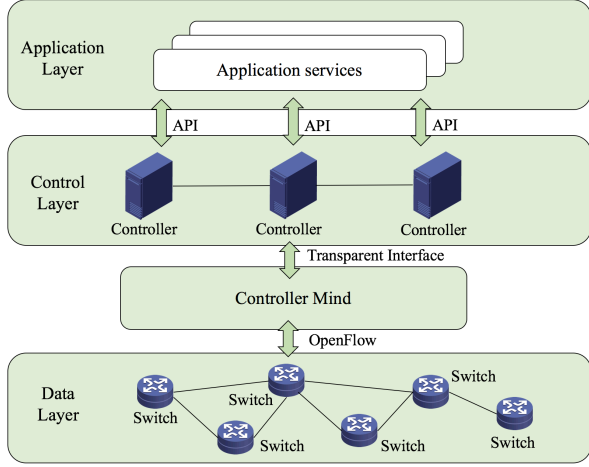 Application
Layer
Application services
API
API
API
Control
Layer
Controller
Controller
Controller
Transparent Interface
Controller Mind
OpenFlow
Data
Layer
Switch
Switch
Switch
Switch
Switch
Switch